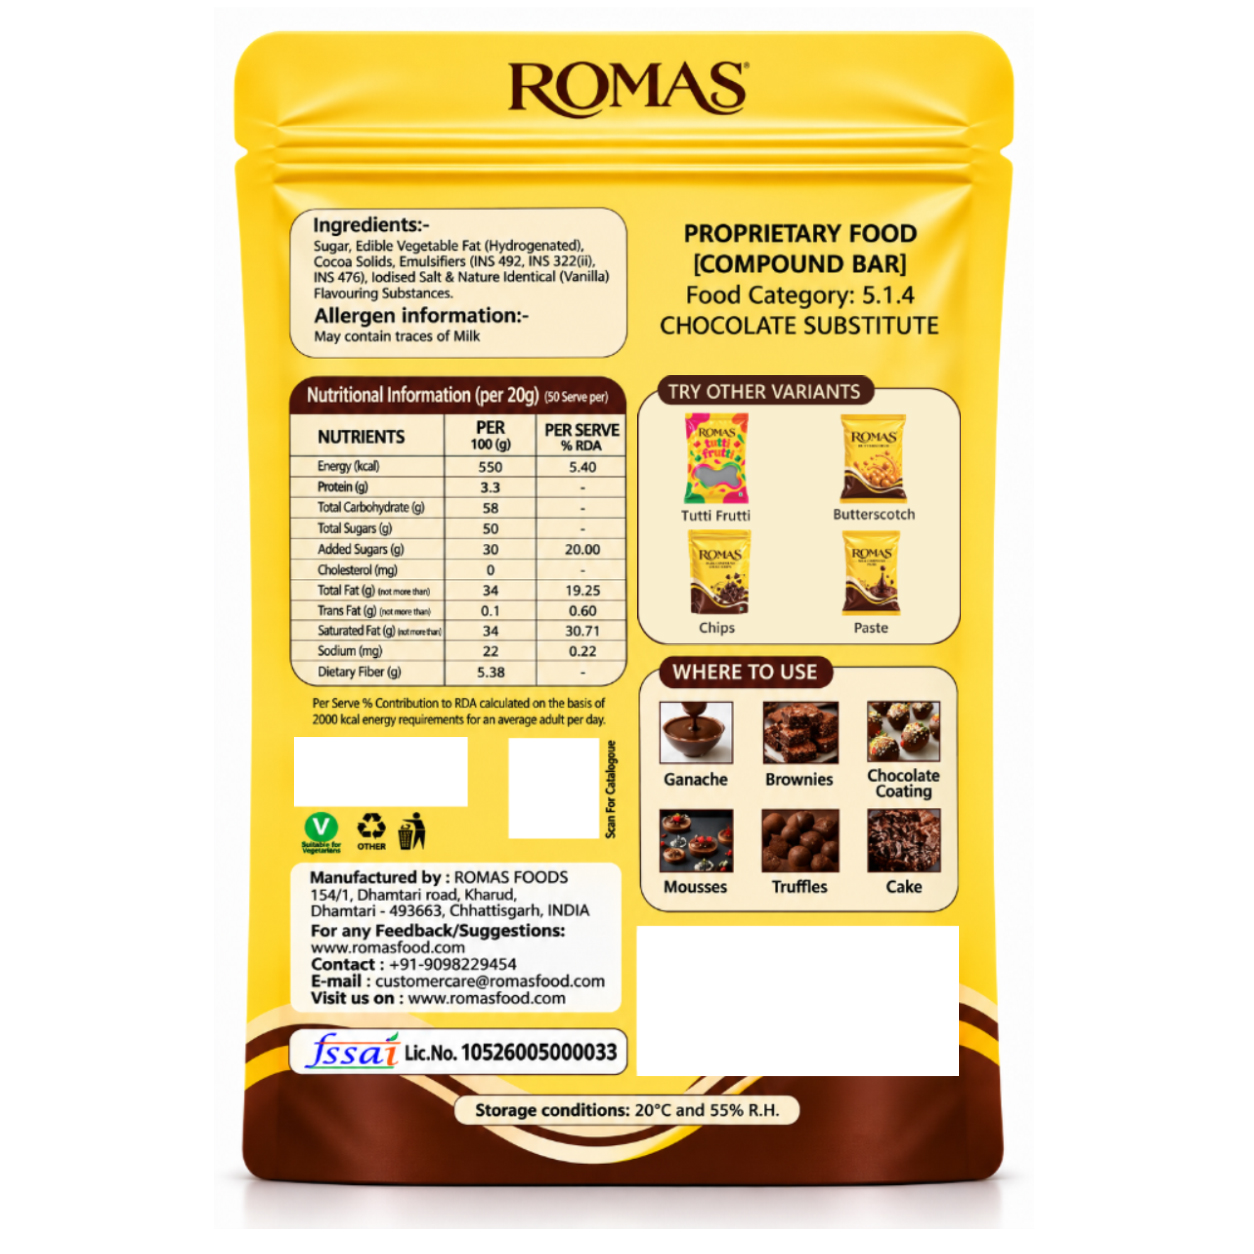 ROMAS
Ingredients:-
Sugar, Edible Vegetable Fat (Hydrogenated),
Cocoa Solids, Emulsifiers (INS 492, INS 322(ii),
INS 476), Iodised Salt & Nature Identical (Vanilla)
Flavouring Substances.
Allergen information:-
May contain traces of Milk
PROPRIETARY FOOD
[COMPOUND BAR]
Food Category: 5.1.4
CHOCOLATE SUBSTITUTE
Nutritional Information (per 20g) (50 Serve per)
NUTRIENTS PER 100 (g) PER SERVE % RDA
Energy (kcal) 550 5.40
Protein (g) 3.3 -
Total Carbohydrate (g) 58 -
Total Sugars (g) 50 -
Added Sugars (g) 30 20.00
Cholesterol (mg) 0 -
Total Fat (g) (not more than) 34 19.25
Trans Fat (g) (not more than) 0.1 0.60
Saturated Fat (g) (not more than) 34 30.71
Sodium (mg) 22 0.22
Dietary Fiber (g) 5.38 -
Per Serve % Contribution to RDA calculated on the basis of
2000 kcal energy requirements for an average adult per day.
TRY OTHER VARIANTS
ROMAS
tutti
frutti
ROMAS
Tutti Frutti
Butterscotch
ROMAS
ROMAS
Chips
Paste
WHERE TO USE
Ganache
Brownies
Chocolate
Coating
Mousses
Truffles
Cake
Scan For Catalogoue
V
Suitable for
Vegetarians
OTHER
Manufactured by : ROMAS FOODS
154/1, Dhamtari road, Kharud,
Dhamtari - 493663, Chhattisgarh, INDIA
For any Feedback/Suggestions:
www.romasfood.com
Contact : +91-9098229454
E-mail : customercare@romasfood.com
Visit us on : www.romasfood.com
fssai Lic.No. 10526005000033
Storage conditions: 20°C and 55% R.H.